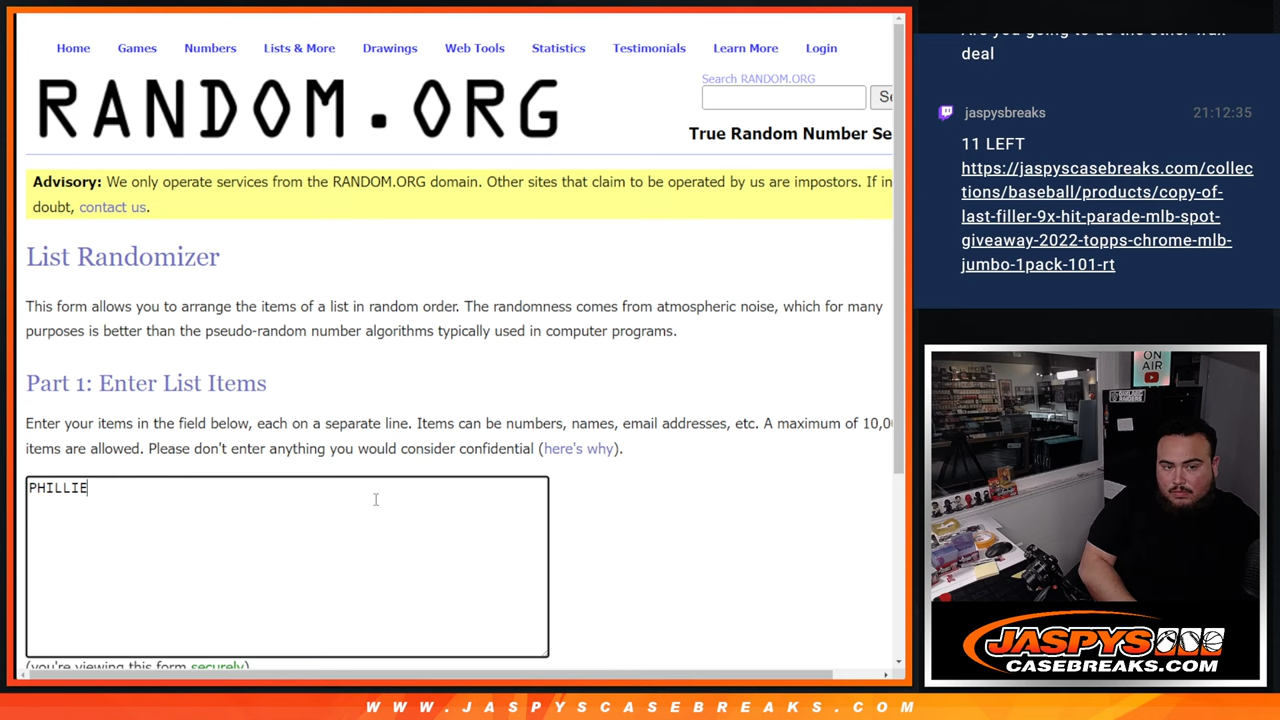 Home Games Numbers Lists & More Drawings Web Tools Statistics Testimonials Learn More Login
RANDOM.ORG
Search RANDOM.ORG
True Random Number Se
Advisory: We only operate services from the RANDOM.ORG domain. Other sites that claim to be operated by us are impostors. If in
doubt, contact us.
List Randomizer
This form allows you to arrange the items of a list in random order. The randomness comes from atmospheric noise, which for many
purposes is better than the pseudo-random number algorithms typically used in computer programs.
Part 1: Enter List Items
Enter your items in the field below, each on a separate line. Items can be numbers, names, email addresses, etc. A maximum of 10,0
items are allowed. Please don't enter anything you would consider confidential (here's why).
PHILLIE
(you're viewing this form securely)
deal
jaspysbreaks 21:12:35
11 LEFT
https://jaspyscasebreaks.com/collec
tions/baseball/products/copy-of-
last-filler-9x-hit-parade-mlb-spot-
giveaway-2022-topps-chrome-mlb-
jumbo-1pack-101-rt
ON
AIR
JASPYS
CASEBREAKS.COM
WWW.JASPYSCASEBREAKS.COM